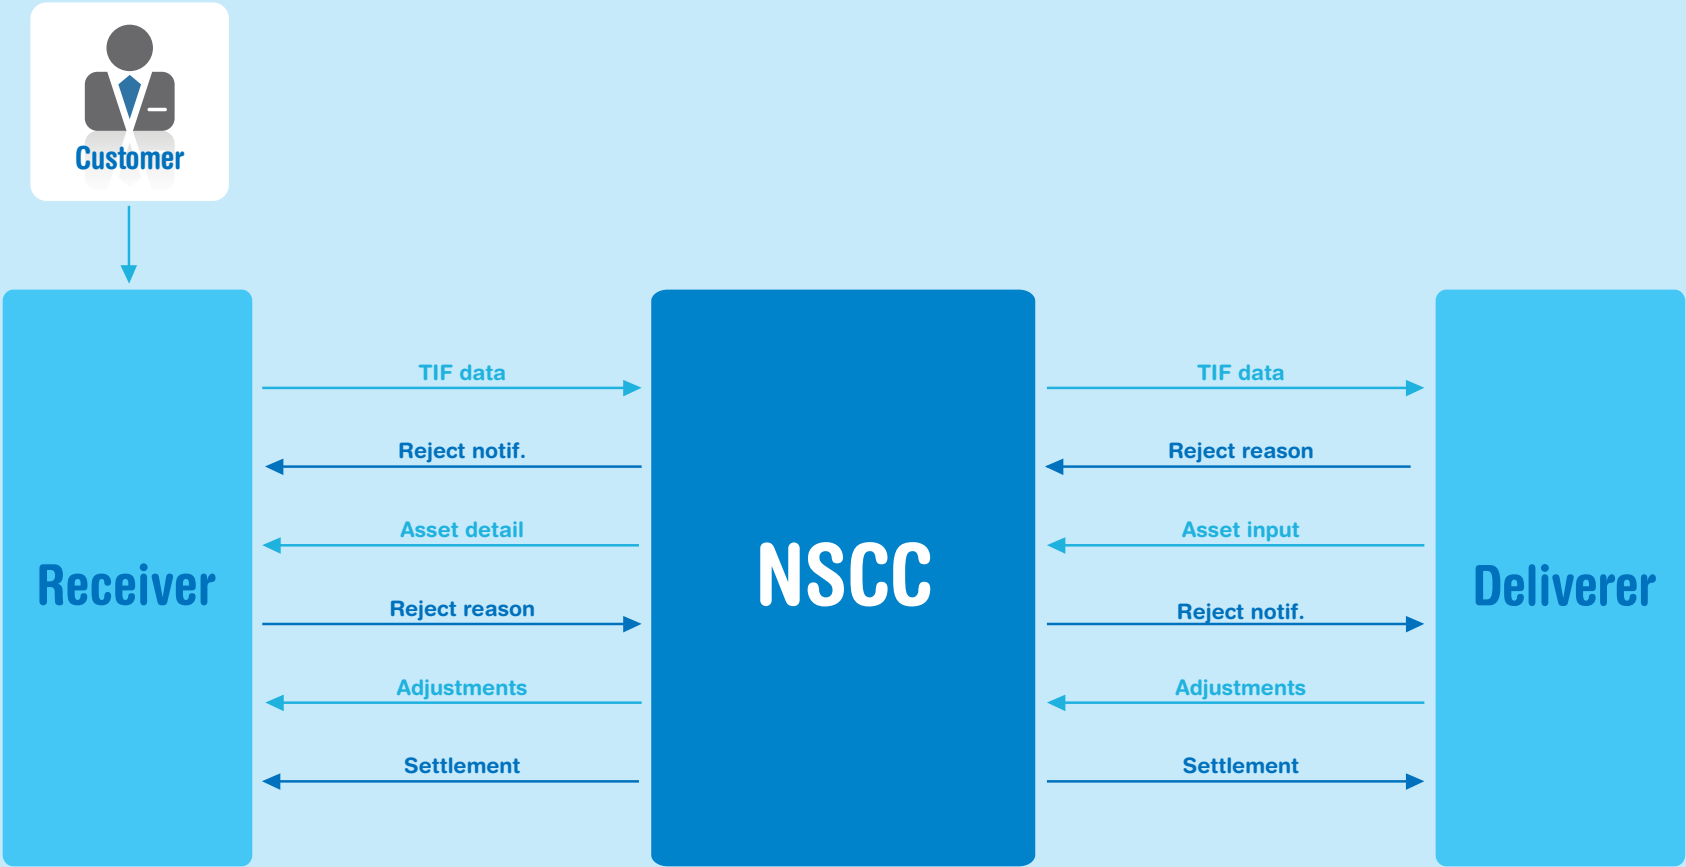 Customer
TIF data
TIF data
Reject notif.
Reject reason
Asset detail
Asset input
Receiver
NSCC
Deliverer
Reject reason
Reject notif.
Adjustments
Adjustments
Settlement
Settlement